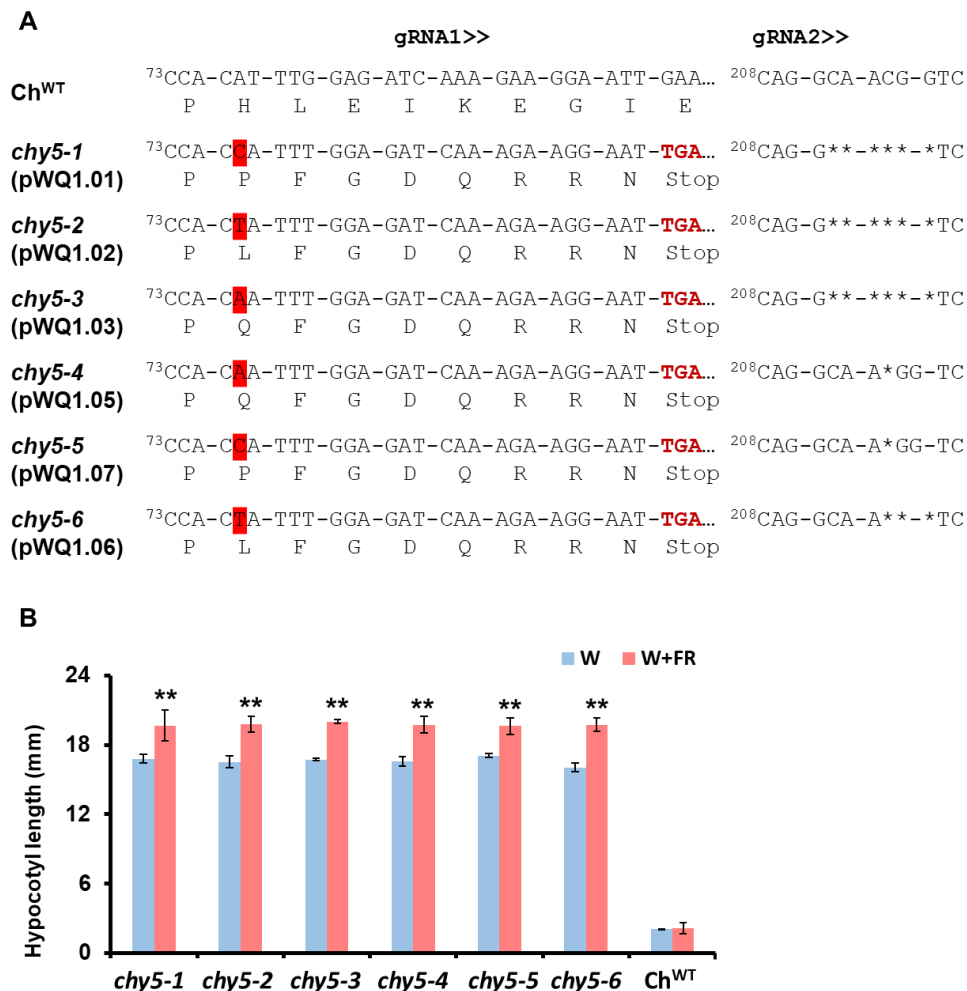 A
gRNA1>> gRNA2>>
Ch^WT ^73CCA-CAT-TTG-GAG-ATC-AAA-GAA-GGA-ATT-GAA… ^208CAG-GCA-ACG-GTC
P H L E I K E G I E
chy5-1 ^73CCA-CCA-TTT-GGA-GAT-CAA-AGA-AGG-AAT-TGA… ^208CAG-G**-***-*TC
(pWQ1.01) P P F G D Q R R N Stop
chy5-2 ^73CCA-CTA-TTT-GGA-GAT-CAA-AGA-AGG-AAT-TGA… ^208CAG-G**-***-*TC
(pWQ1.02) P L F G D Q R R N Stop
chy5-3 ^73CCA-CAA-TTT-GGA-GAT-CAA-AGA-AGG-AAT-TGA… ^208CAG-G**-***-*TC
(pWQ1.03) P Q F G D Q R R N Stop
chy5-4 ^73CCA-CAA-TTT-GGA-GAT-CAA-AGA-AGG-AAT-TGA… ^208CAG-GCA-A*GG-TC
(pWQ1.05) P Q F G D Q R R N Stop
chy5-5 ^73CCA-CCA-TTT-GGA-GAT-CAA-AGA-AGG-AAT-TGA… ^208CAG-GCA-A*GG-TC
(pWQ1.07) P P F G D Q R R N Stop
chy5-6 ^73CCA-CTA-TTT-GGA-GAT-CAA-AGA-AGG-AAT-TGA… ^208CAG-GCA-A**-*TC
(pWQ1.06) P L F G D Q R R N Stop
B
W W+FR
Hypocotyl length (mm)
24
18
12
6
0
** ** ** ** ** **
chy5-1 chy5-2 chy5-3 chy5-4 chy5-5 chy5-6 Ch^WT